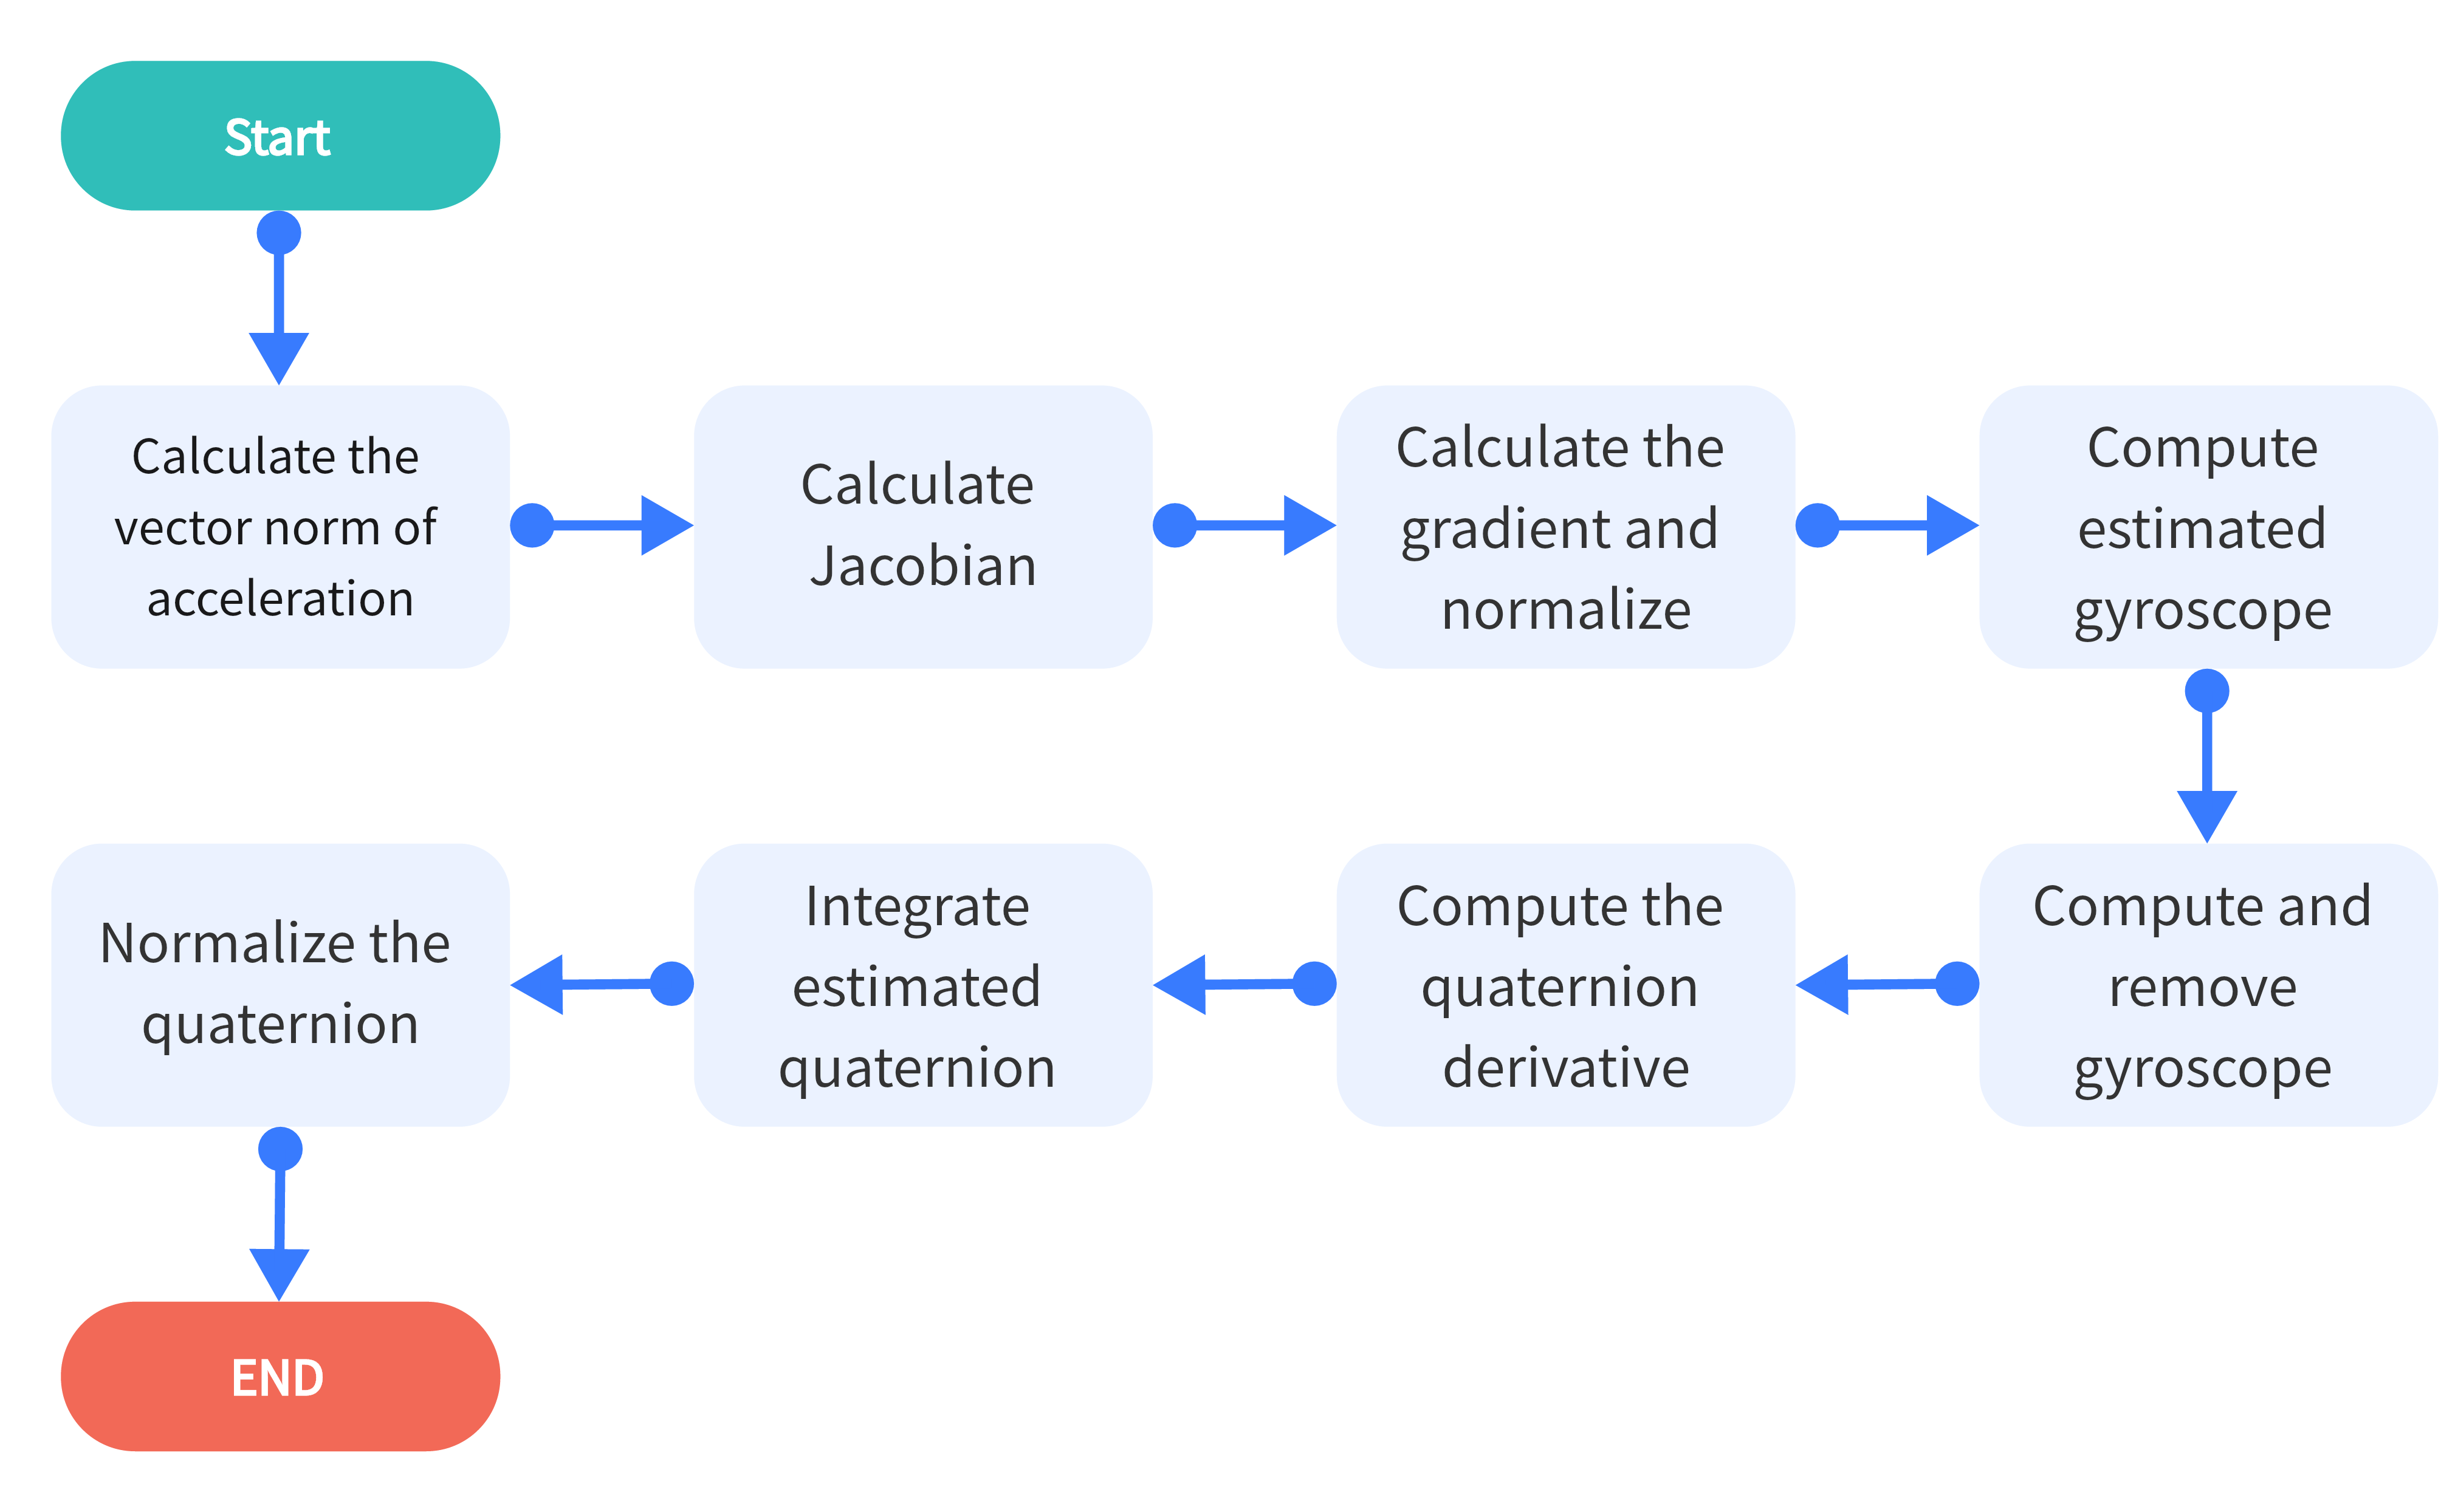 Start
Calculate the
vector norm of
acceleration
Calculate
Jacobian
Calculate the
gradient and
normalize
Compute
estimated
gyroscope
Compute and
remove
gyroscope
Compute the
quaternion
derivative
Integrate
estimated
quaternion
Normalize the
quaternion
END